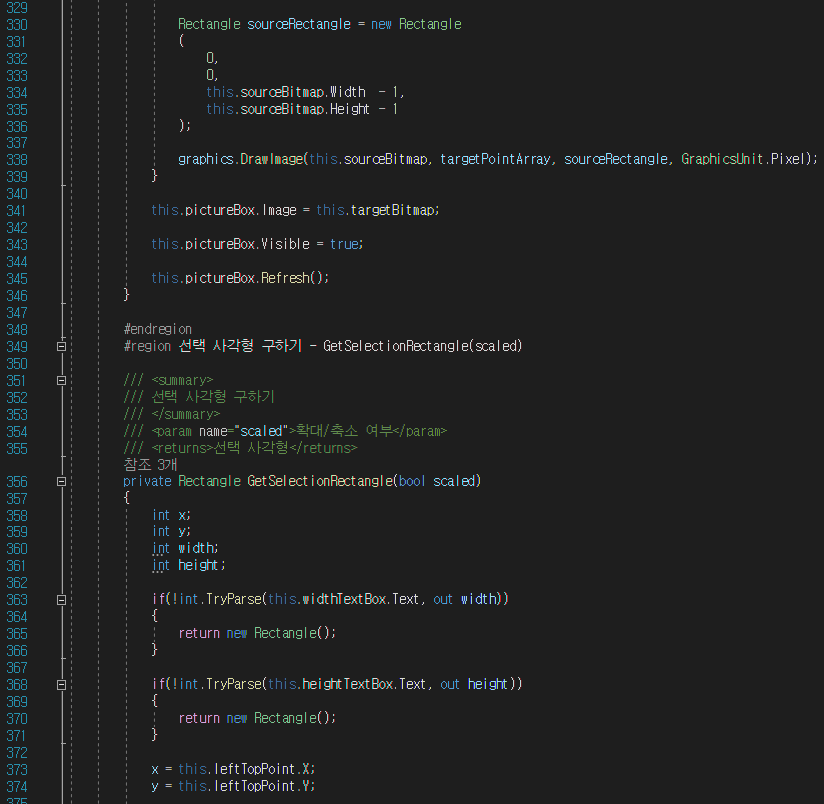 329
330 Rectangle sourceRectangle = new Rectangle
331 (
332 0,
333 0,
334 this.sourceBitmap.Width  - 1,
335 this.sourceBitmap.Height - 1
336 );
337
338 graphics.DrawImage(this.sourceBitmap, targetPointArray, sourceRectangle, GraphicsUnit.Pixel);
339 }
340
341 this.pictureBox.Image = this.targetBitmap;
342
343 this.pictureBox.Visible = true;
344
345 this.pictureBox.Refresh();
346 }
347
348 #endregion
349 #region 선택 사각형 구하기 - GetSelectionRectangle(scaled)
350
351 /// <summary>
352 /// 선택 사각형 구하기
353 /// </summary>
354 /// <param name="scaled">확대/축소 여부</param>
355 /// <returns>선택 사각형</returns>
참조 3개
356 private Rectangle GetSelectionRectangle(bool scaled)
357 {
358 int x;
359 int y;
360 int width;
361 int height;
362
363 if(!int.TryParse(this.widthTextBox.Text, out width))
364 {
365 return new Rectangle();
366 }
367
368 if(!int.TryParse(this.heightTextBox.Text, out height))
369 {
370 return new Rectangle();
371 }
372
373 x = this.leftTopPoint.X;
374 y = this.leftTopPoint.Y;
375